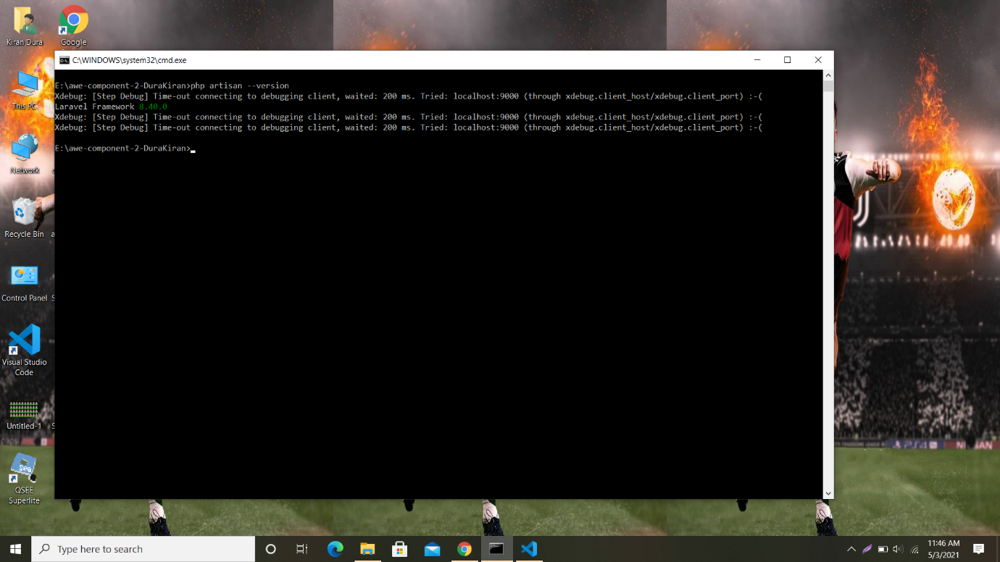 Kiran Dura
Google
This PC
Network
Recycle Bin
Control Panel
Visual Studio
Code
Untitled-1
QSEE
Superlite
C:\WINDOWS\system32\cmd.exe
E:\awe-component-2-DuraKiran>php artisan --version
Xdebug: [Step Debug] Time-out connecting to debugging client, waited: 200 ms. Tried: localhost:9000 (through xdebug.client_host/xdebug.client_port) :-(
Laravel Framework 8.40.0
Xdebug: [Step Debug] Time-out connecting to debugging client, waited: 200 ms. Tried: localhost:9000 (through xdebug.client_host/xdebug.client_port) :-(
Xdebug: [Step Debug] Time-out connecting to debugging client, waited: 200 ms. Tried: localhost:9000 (through xdebug.client_host/xdebug.client_port) :-(
E:\awe-component-2-DuraKiran>
Type here to search
11:46 AM
5/3/2021